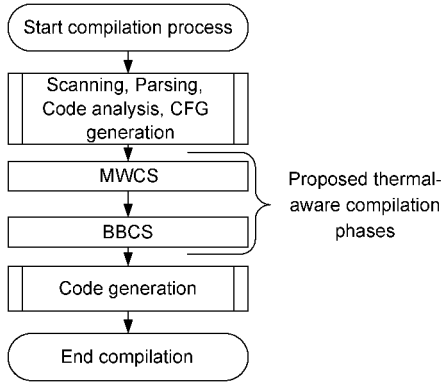 Start compilation process
Scanning, Parsing,
Code analysis, CFG
generation
MWCS
Proposed thermal-
aware compilation
phases
BBCS
Code generation
End compilation